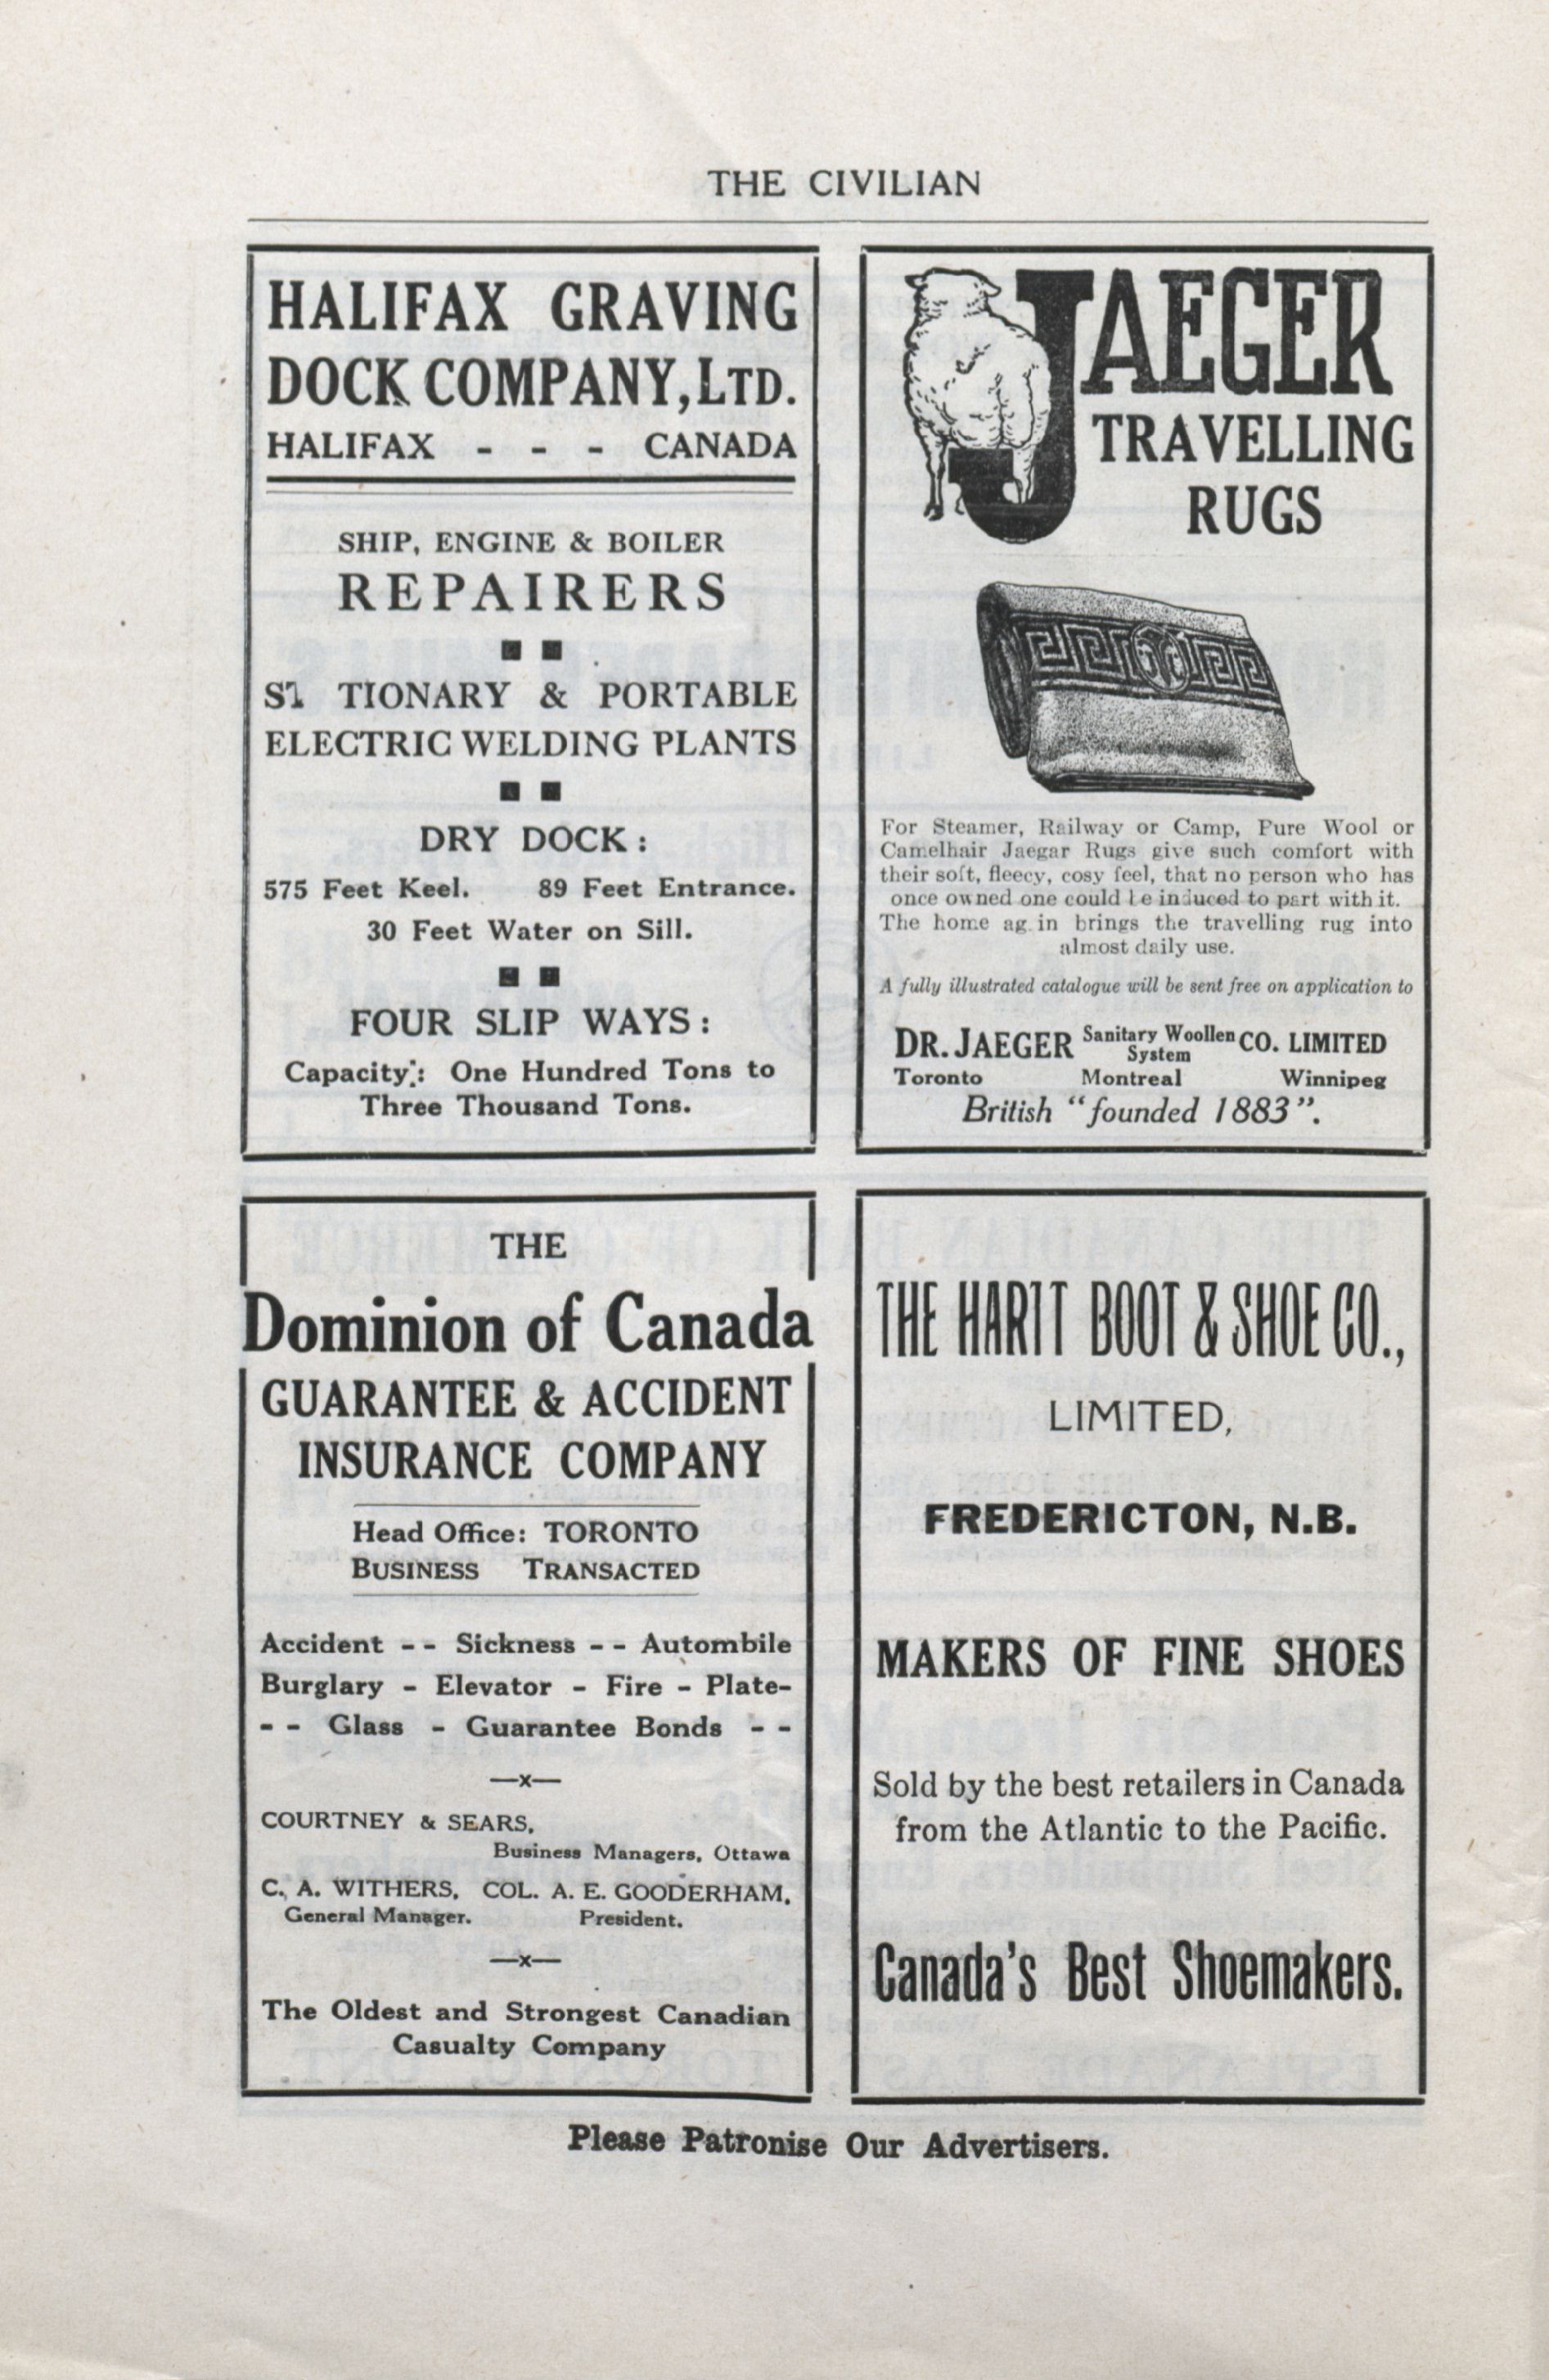 THE CIVILIAN
HALIFAX GRAVING
DOCK COMPANY, LTD.
HALIFAX - - - CANADA
SHIP, ENGINE & BOILER
REPAIRERS
ST TIONARY & PORTABLE
ELECTRIC WELDING PLANTS
DRY DOCK:
575 Feet Keel. 89 Feet Entrance.
30 Feet Water on Sill.
FOUR SLIP WAYS:
Capacity: One Hundred Tons to
Three Thousand Tons.
JAEGER
TRAVELLING
RUGS
For Steamer, Railway or Camp, Pure Wool or
Camelhair Jaegar Rugs give such comfort with
their soft, fleecy, cosy feel, that no person who has
once owned one could be induced to part with it.
The home ag in brings the travelling rug into
almost daily use.
A fully illustrated catalogue will be sent free on application to
DR. JAEGER Sanitary Woollen System CO. LIMITED
Toronto Montreal Winnipeg
British "founded 1883".
THE
Dominion of Canada
GUARANTEE & ACCIDENT
INSURANCE COMPANY
Head Office: TORONTO
BUSINESS TRANSACTED
Accident - - Sickness - - Autombile
Burglary - Elevator - Fire - Plate-
- - Glass - Guarantee Bonds - -
—x—
COURTNEY & SEARS,
Business Managers, Ottawa
C. A. WITHERS, COL. A. E. GOODERHAM,
General Manager. President.
—x—
The Oldest and Strongest Canadian
Casualty Company
THE HARTT BOOT & SHOE CO.,
LIMITED,
FREDERICTON, N.B.
MAKERS OF FINE SHOES
Sold by the best retailers in Canada
from the Atlantic to the Pacific.
Canada's Best Shoemakers.
Please Patronise Our Advertisers.